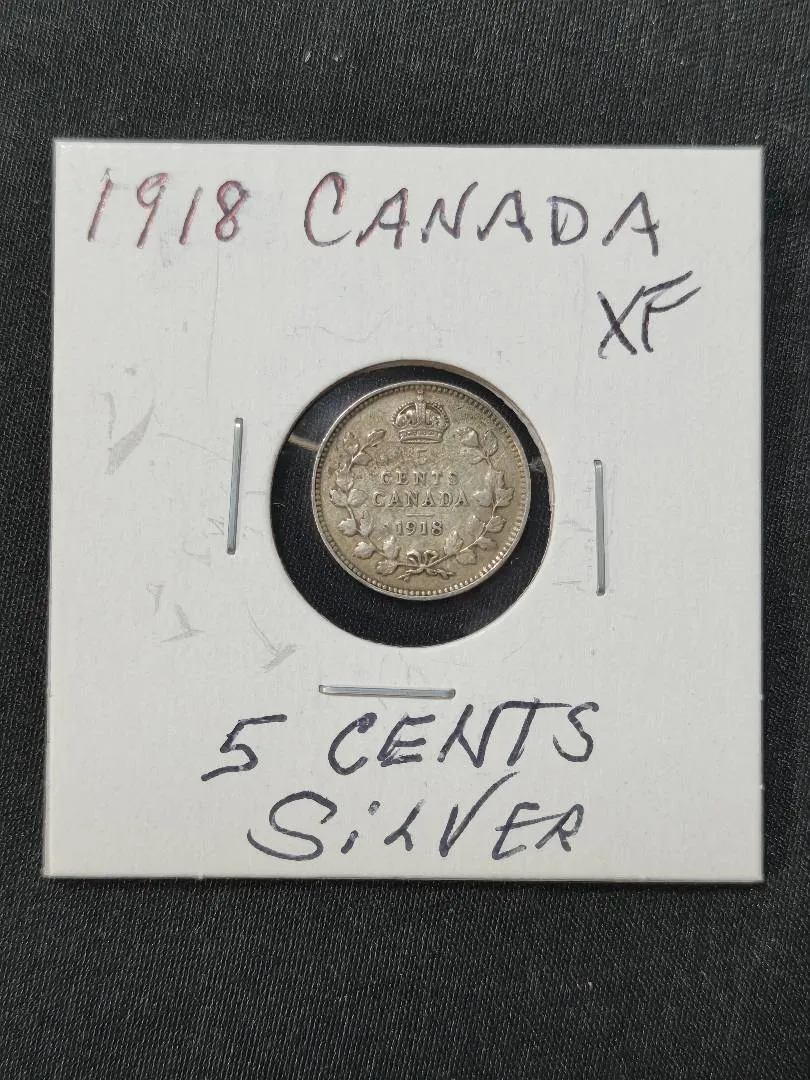 1918 CANADA
XF
5
CENTS
CANADA
1918
5 CENTS
SiLVER